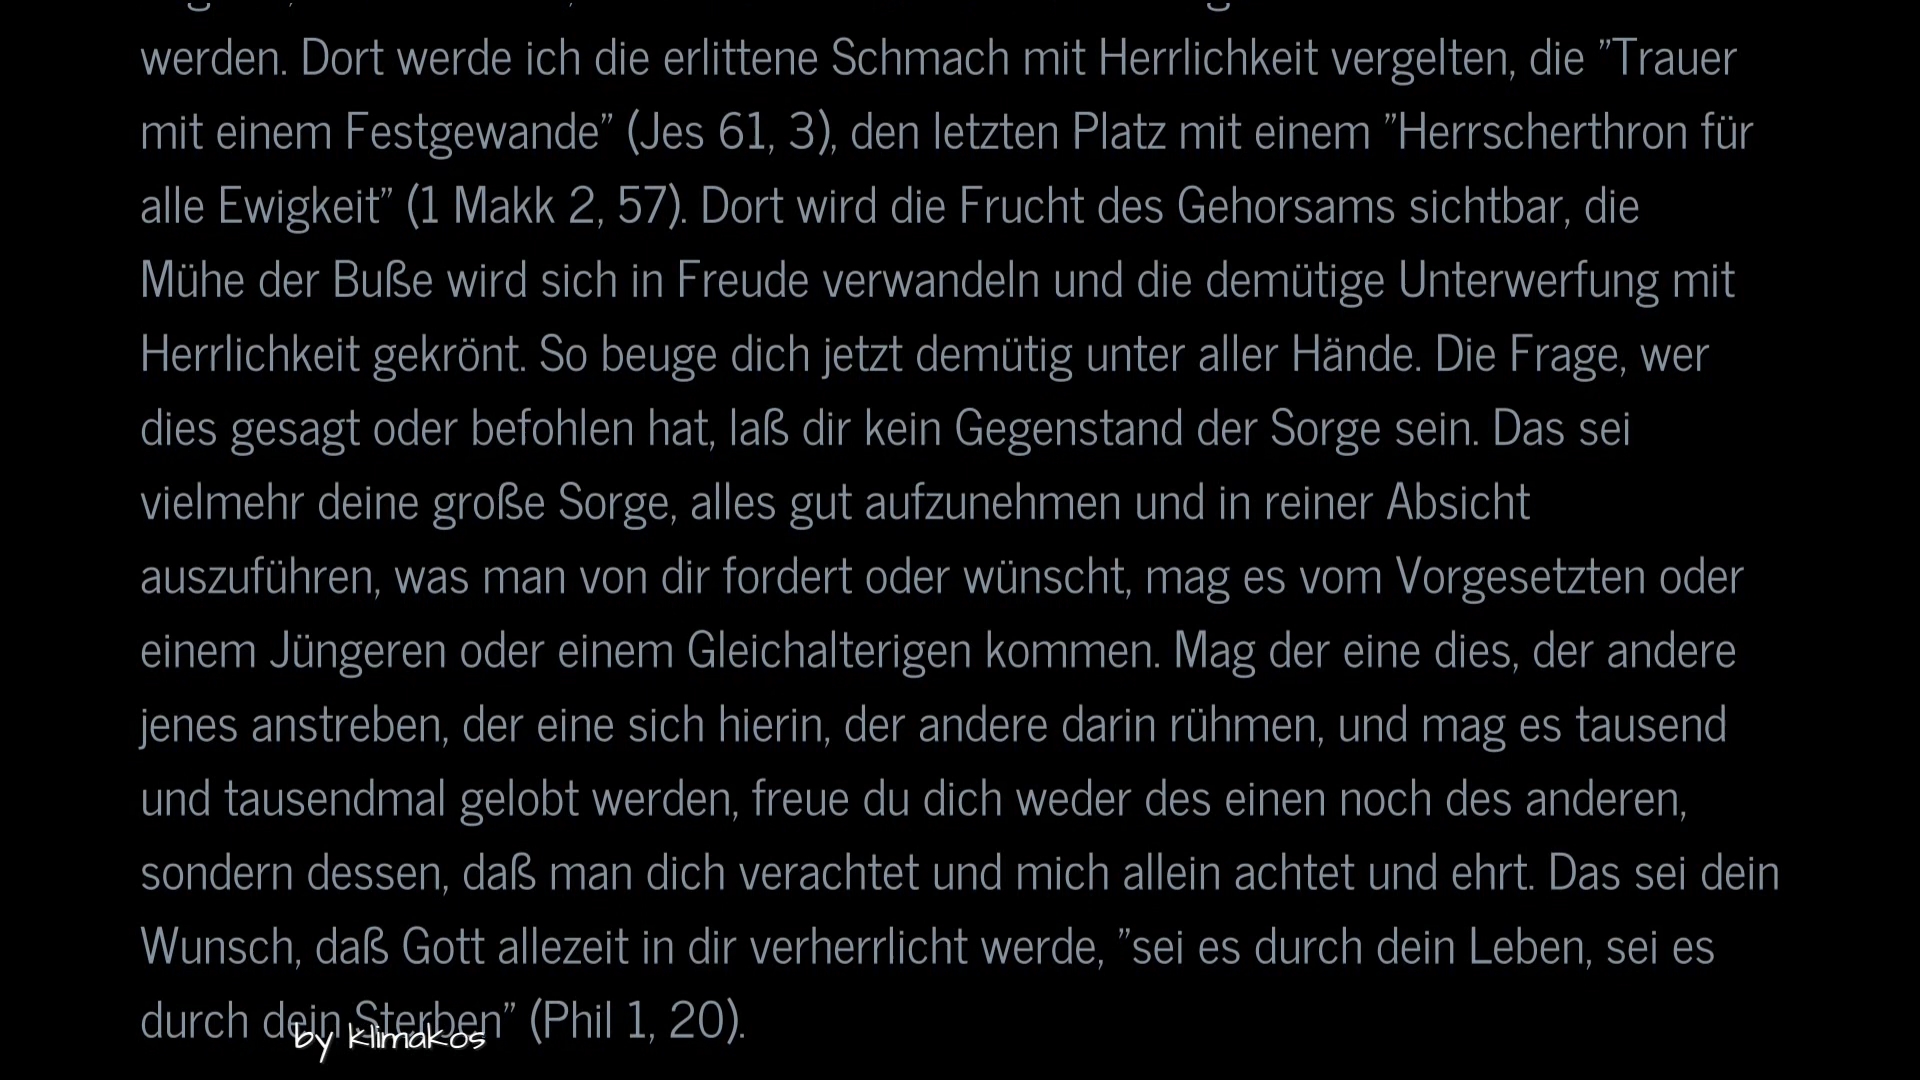 werden. Dort werde ich die erlittene Schmach mit Herrlichkeit vergelten, die ”Trauer
mit einem Festgewande” (Jes 61, 3), den letzten Platz mit einem ”Herrscherthron für
alle Ewigkeit” (1 Makk 2, 57). Dort wird die Frucht des Gehorsams sichtbar, die
Mühe der Buße wird sich in Freude verwandeln und die demütige Unterwerfung mit
Herrlichkeit gekrönt. So beuge dich jetzt demütig unter aller Hände. Die Frage, wer
dies gesagt oder befohlen hat, laß dir kein Gegenstand der Sorge sein. Das sei
vielmehr deine große Sorge, alles gut aufzunehmen und in reiner Absicht
auszuführen, was man von dir fordert oder wünscht, mag es vom Vorgesetzten oder
einem Jüngeren oder einem Gleichalterigen kommen. Mag der eine dies, der andere
jenes anstreben, der eine sich hierin, der andere darin rühmen, und mag es tausend
und tausendmal gelobt werden, freue du dich weder des einen noch des anderen,
sondern dessen, daß man dich verachtet und mich allein achtet und ehrt. Das sei dein
Wunsch, daß Gott allezeit in dir verherrlicht werde, ”sei es durch dein Leben, sei es
durch dein Sterben” (Phil 1, 20).
by klimakos